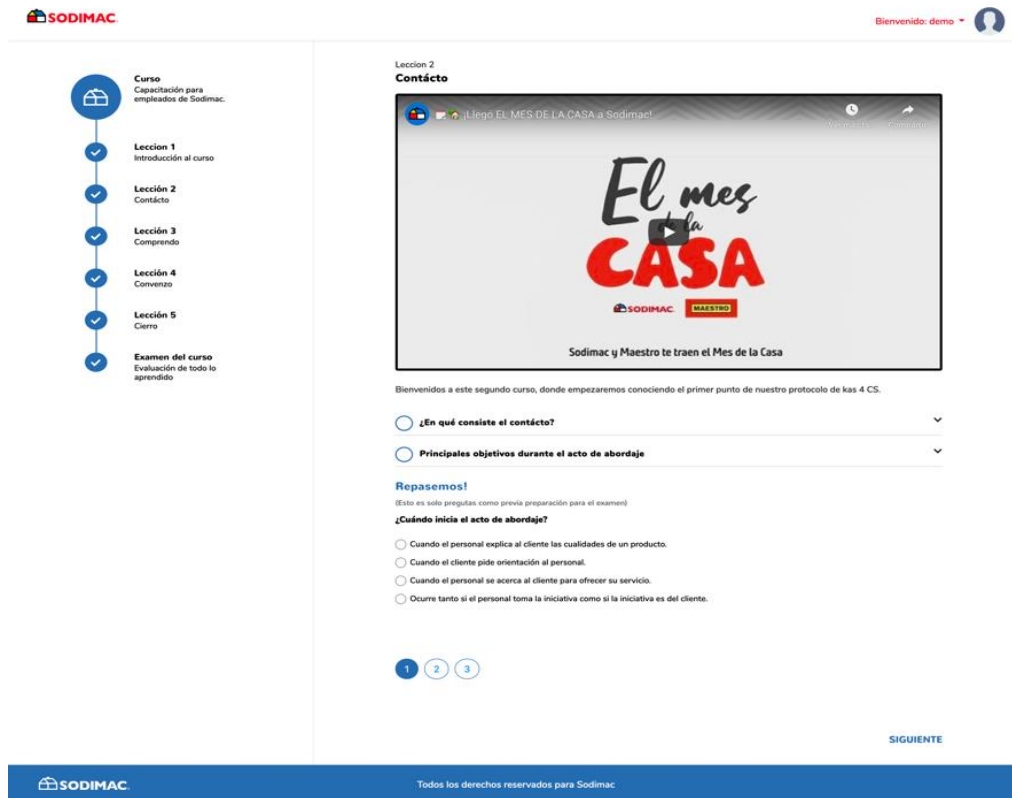 SODIMAC
Bienvenido: demo
Curso
Capacitación para
empleados de Sodimac.
Leccion 1
Introducción al curso
Lección 2
Contácto
Lección 3
Comprendo
Lección 4
Convenzo
Lección 5
Cierro
Examen del curso
Evaluación de todo lo
aprendido
Leccion 2
Contácto
¡Llegó EL MES DE LA CASA a Sodimac!
El mes
de la
CASA
SODIMAC MAESTRO
Sodimac y Maestro te traen el Mes de la Casa
Bienvenidos a este segundo curso, donde empezaremos conociendo el primer punto de nuestro protocolo de kas 4 CS.
¿En qué consiste el contácto?
Principales objetivos durante el acto de abordaje
Repasemos!
(Esto es solo pregutas como previa preparación para el examen)
¿Cuándo inicia el acto de abordaje?
Cuando el personal explica al cliente las cualidades de un producto.
Cuando el cliente pide orientación al personal.
Cuando el personal se acerca al cliente para ofrecer su servicio.
Ocurre tanto si el personal toma la iniciativa como si la iniciativa es del cliente.
1 2 3
SIGUIENTE
SODIMAC.
Todos los derechos reservados para Sodimac